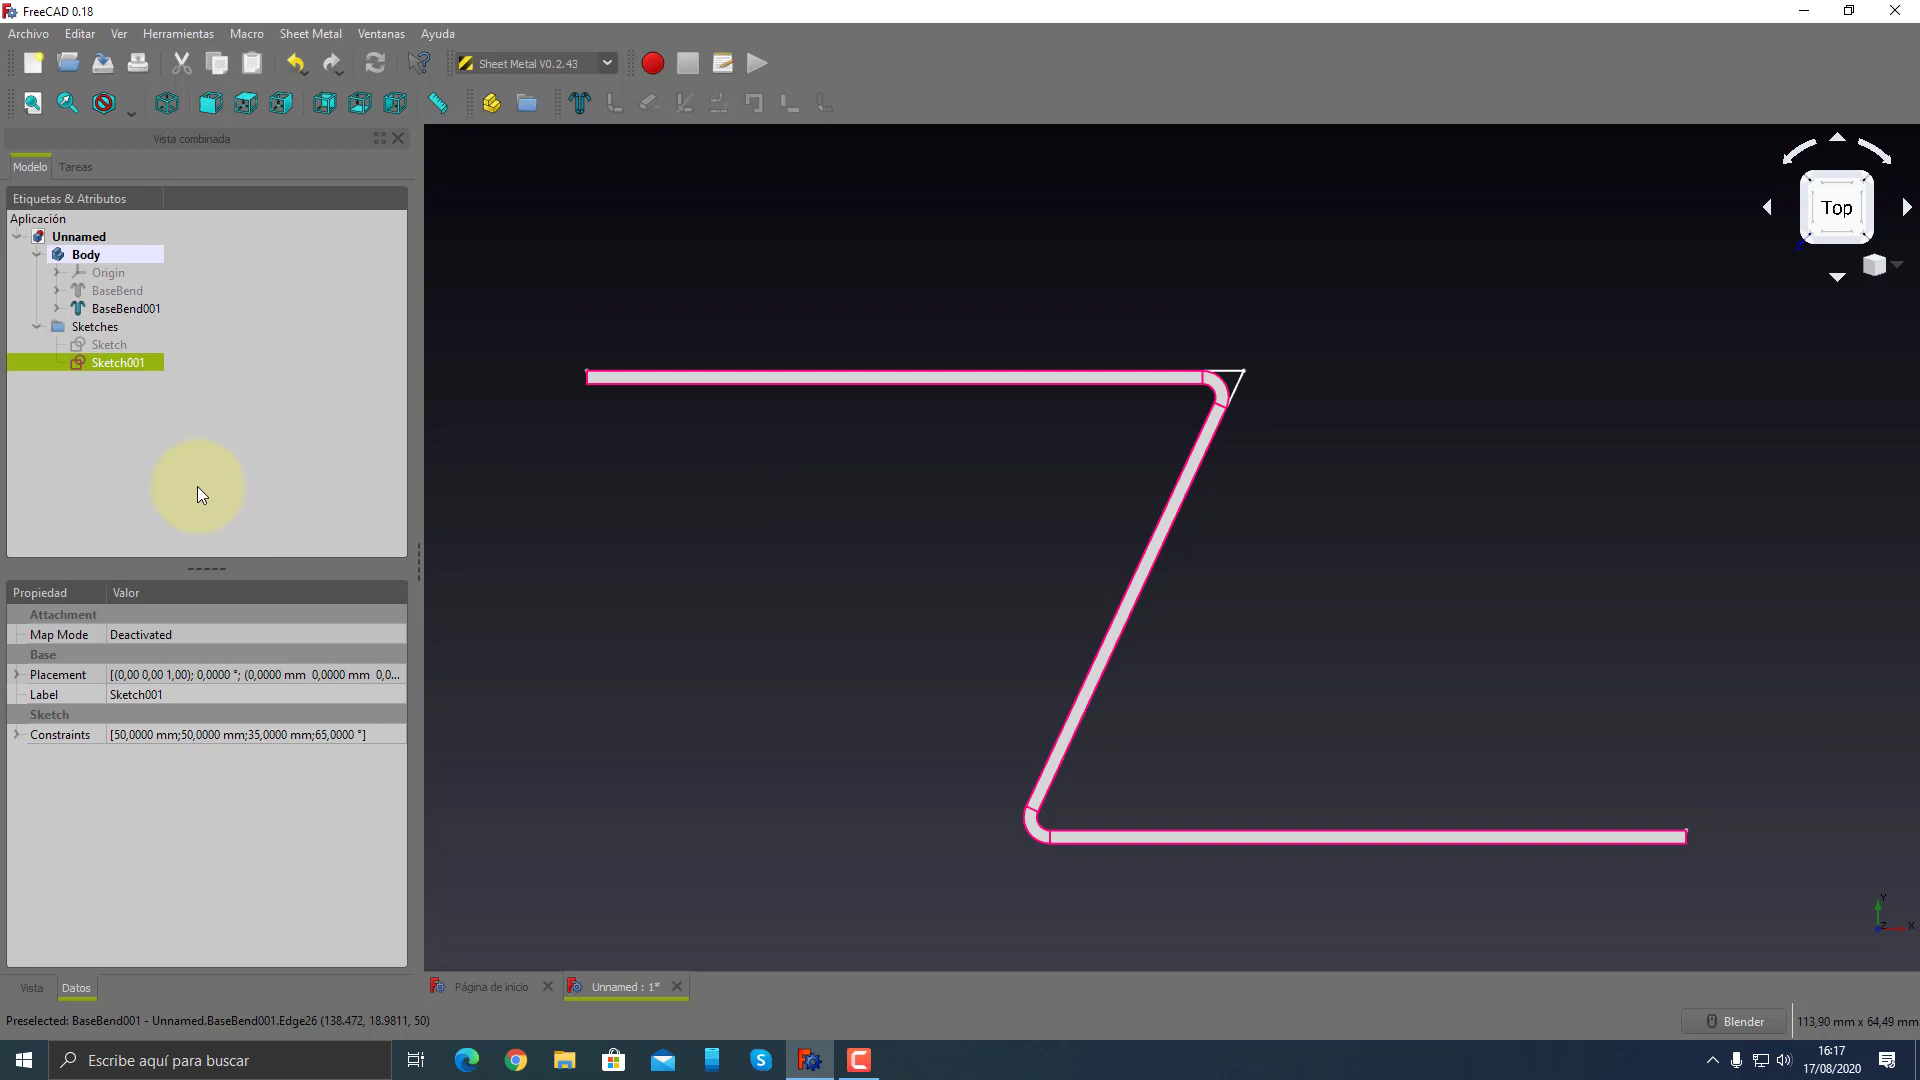 FreeCAD 0.18
Archivo Editar Ver Herramientas Macro Sheet Metal Ventanas Ayuda
Sheet Metal V0.2.43
Vista combinada
Modelo Tareas
Etiquetas & Atributos
Aplicación
Unnamed
Body
Origin
BaseBend
BaseBend001
Sketches
Sketch
Sketch001
Top
Z
Propiedad Valor
Attachment
Map Mode Deactivated
Base
Placement [(0,00 0,00 1,00); 0,0000 °; (0,0000 mm 0,0000 mm 0,0...
Label Sketch001
Sketch
Constraints [50,0000 mm;50,0000 mm;35,0000 mm;65,0000 °]
Y
Z X
Vista Datos
Página de inicio Unnamed : 1*
Preselected: BaseBend001 - Unnamed.BaseBend001.Edge26 (138.472, 18.9811, 50)
Blender 113,90 mm x 64,49 mm
Escribe aquí para buscar
16:17
17/08/2020